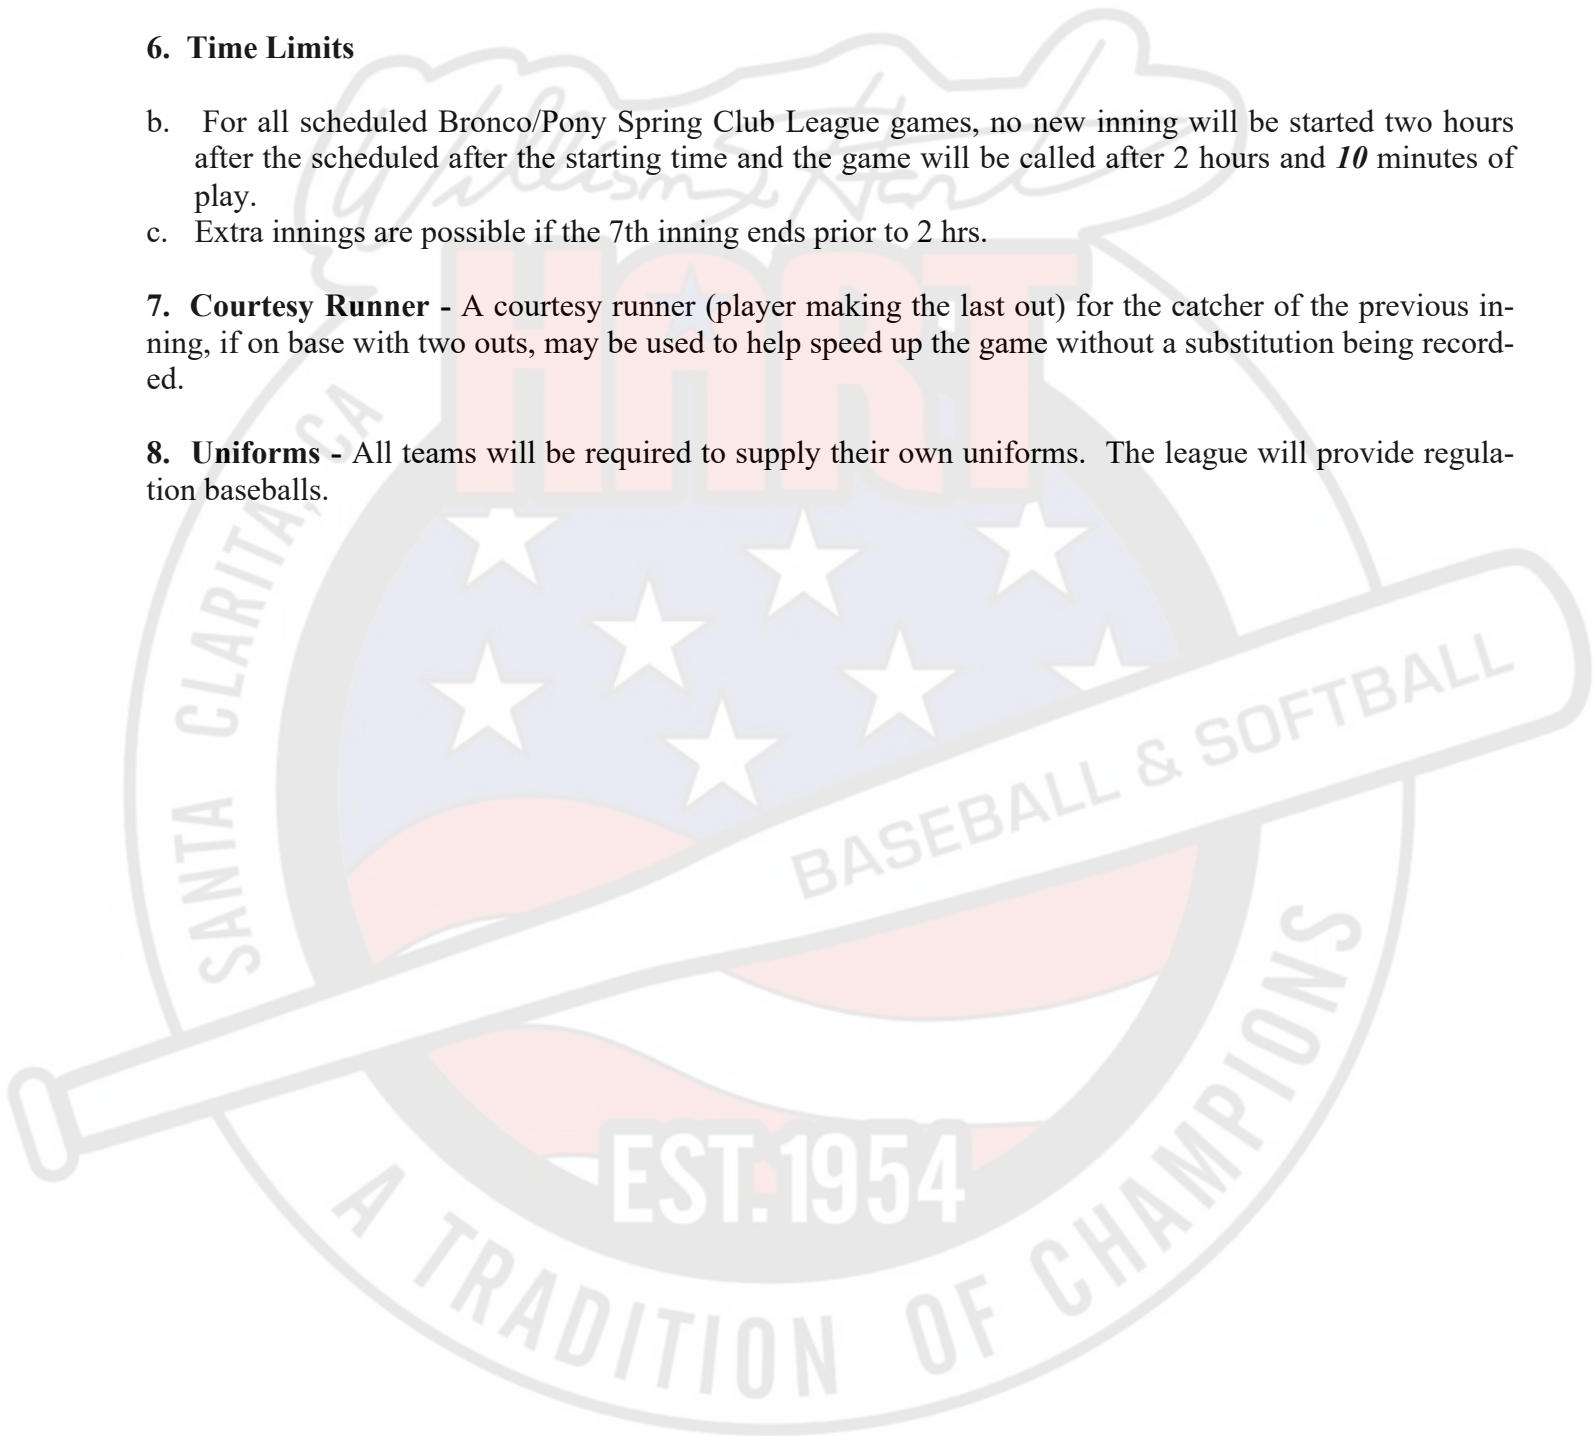 6. Time Limits
b. For all scheduled Bronco/Pony Spring Club League games, no new inning will be started two hours
after the scheduled after the starting time and the game will be called after 2 hours and 10 minutes of
play.
c. Extra innings are possible if the 7th inning ends prior to 2 hrs.
7. Courtesy Runner - A courtesy runner (player making the last out) for the catcher of the previous in-
ning, if on base with two outs, may be used to help speed up the game without a substitution being record-
ed.
8. Uniforms - All teams will be required to supply their own uniforms. The league will provide regula-
tion baseballs.
William S. Hart
HART
SANTA CLARITA, CA
BASEBALL & SOFTBALL
EST. 1954
A TRADITION OF CHAMPIONS